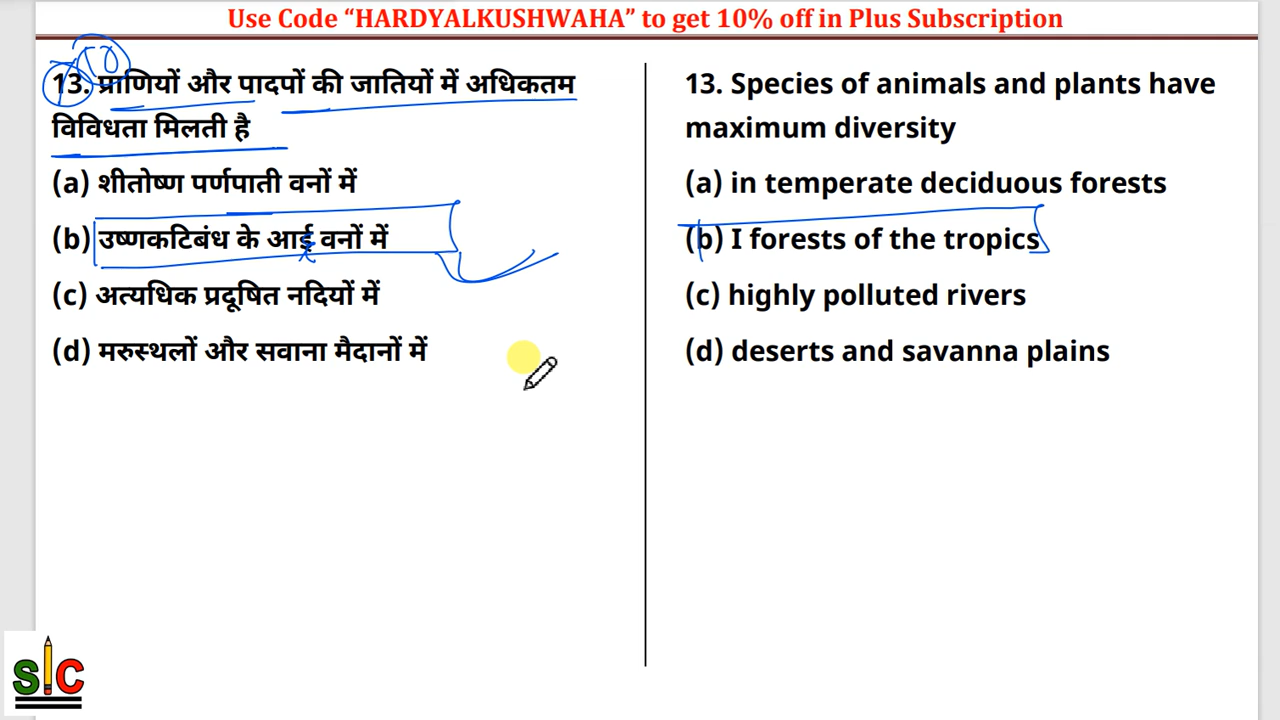 Use Code “HARDYALKUSHWAHA” to get 10% off in Plus Subscription
13. प्राणियों और पादपों की जातियों में अधिकतम
विविधता मिलती है
(a) शीतोष्ण पर्णपाती वनों में
(b) उष्णकटिबंध के आई वनों में
(c) अत्यधिक प्रदूषित नदियों में
(d) मरुस्थलों और सवाना मैदानों में
13. Species of animals and plants have
maximum diversity
(a) in temperate deciduous forests
(b) I forests of the tropics
(c) highly polluted rivers
(d) deserts and savanna plains
SIC